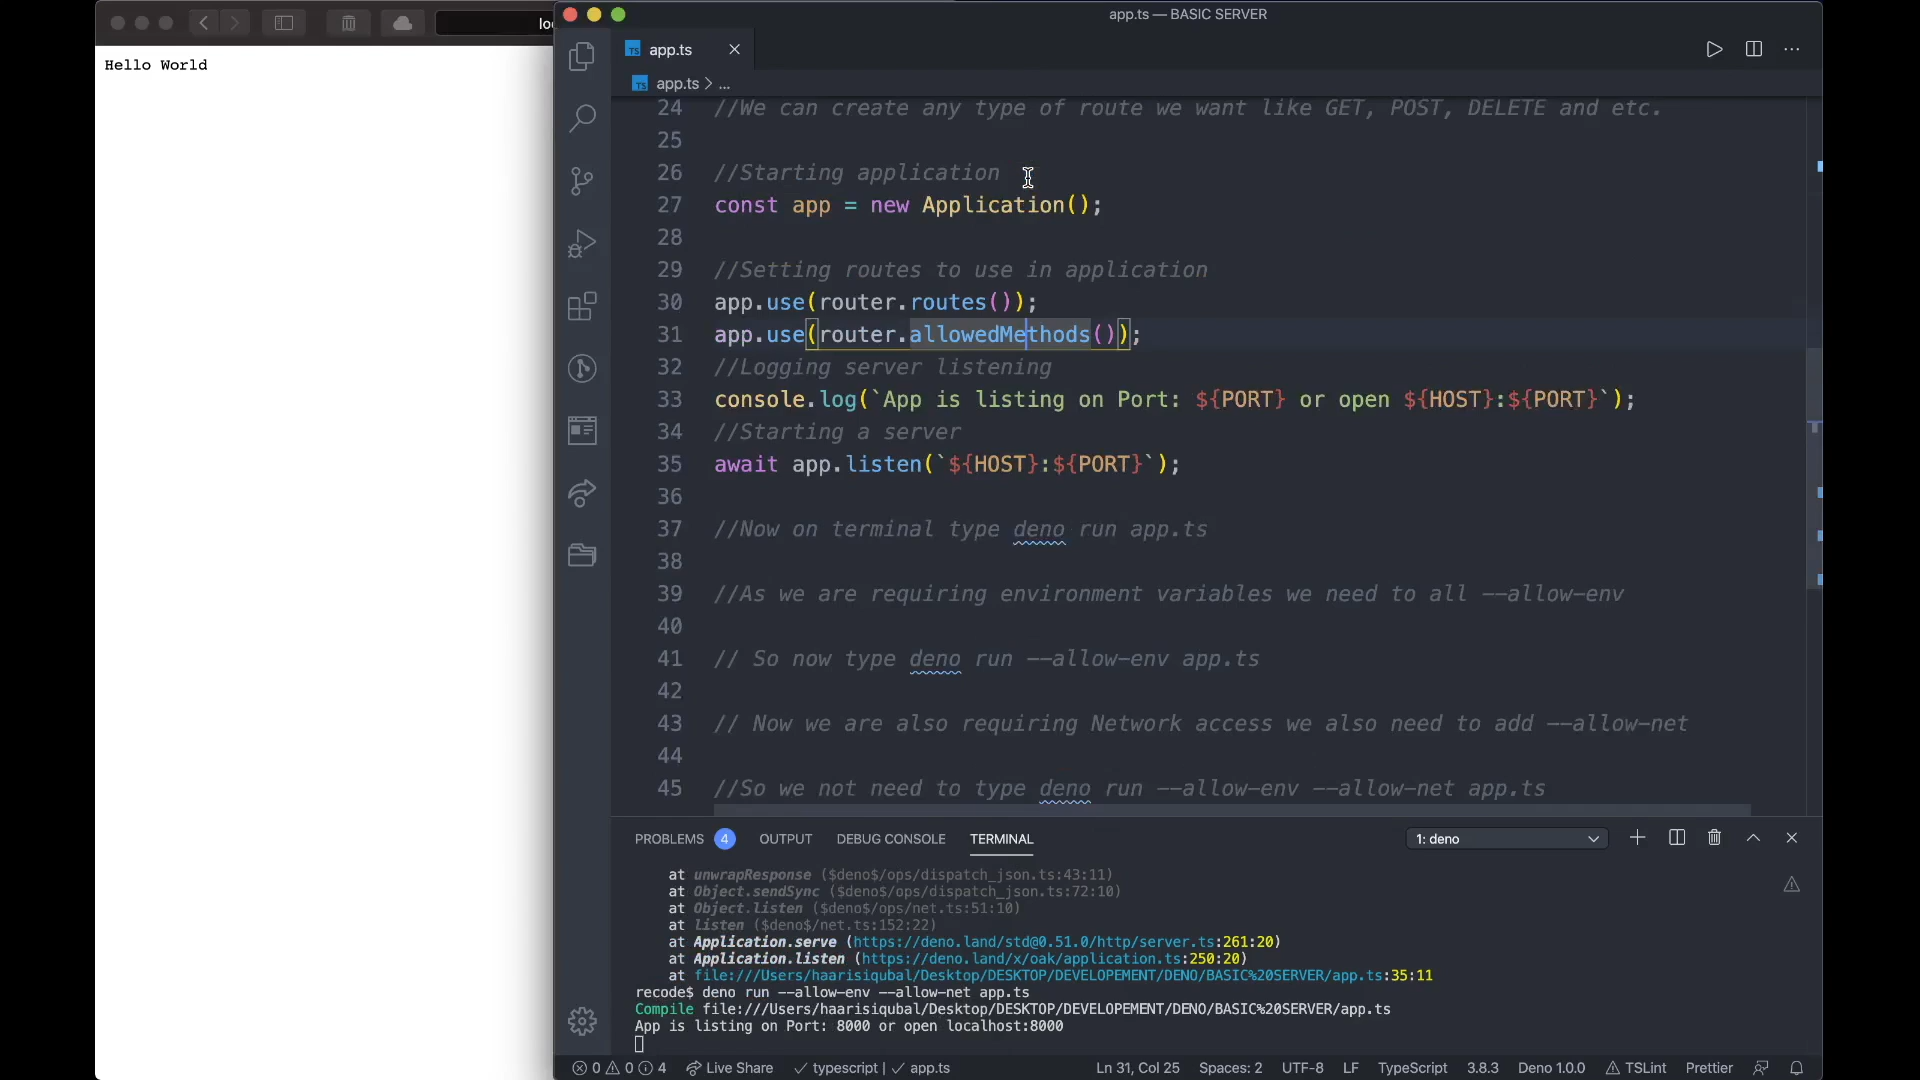 loc
Hello World
app.ts — BASIC SERVER
TS app.ts
TS app.ts > ...
24 //We can create any type of route we want like GET, POST, DELETE and etc.
25
26 //Starting application
27 const app = new Application();
28
29 //Setting routes to use in application
30 app.use(router.routes());
31 app.use(router.allowedMethods());
32 //Logging server listening
33 console.log(`App is listing on Port: ${PORT} or open ${HOST}:${PORT}`);
34 //Starting a server
35 await app.listen(`${HOST}:${PORT}`);
36
37 //Now on terminal type deno run app.ts
38
39 //As we are requiring environment variables we need to all --allow-env
40
41 // So now type deno run --allow-env app.ts
42
43 // Now we are also requiring Network access we also need to add --allow-net
44
45 //So we not need to type deno run --allow-env --allow-net app.ts
PROBLEMS 4 OUTPUT DEBUG CONSOLE TERMINAL 1: deno
at unwrapResponse ($deno$/ops/dispatch_json.ts:43:11)
at Object.sendSync ($deno$/ops/dispatch_json.ts:72:10)
at Object.listen ($deno$/ops/net.ts:51:10)
at listen ($deno$/net.ts:152:22)
at Application.serve (https://deno.land/std@0.51.0/http/server.ts:261:20)
at Application.listen (https://deno.land/x/oak/application.ts:250:20)
at file:///Users/haarisiqubal/Desktop/DESKTOP/DEVELOPEMENT/DENO/BASIC%20SERVER/app.ts:35:11
recode$ deno run --allow-env --allow-net app.ts
Compile file:///Users/haarisiqubal/Desktop/DESKTOP/DEVELOPEMENT/DENO/BASIC%20SERVER/app.ts
App is listing on Port: 8000 or open localhost:8000
0 0 4 Live Share typescript | app.ts Ln 31, Col 25 Spaces: 2 UTF-8 LF TypeScript 3.8.3 Deno 1.0.0 TSLint Prettier